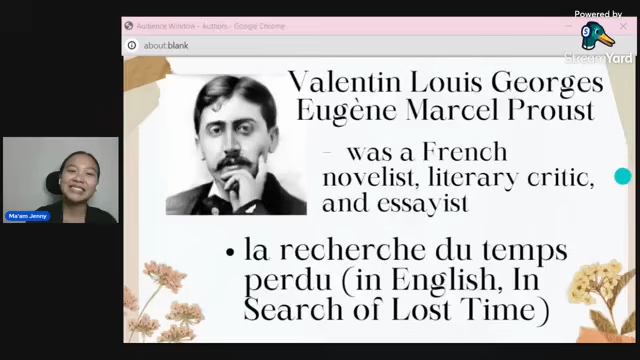 Powered by
StreamYard
Audience Window - Authors - Google Chrome
about:blank
Valentin Louis Georges
Eugène Marcel Proust
- was a French
novelist, literary critic,
and essayist
• la recherche du temps
perdu (in English, In
Search of Lost Time)
Ma'am Jenny